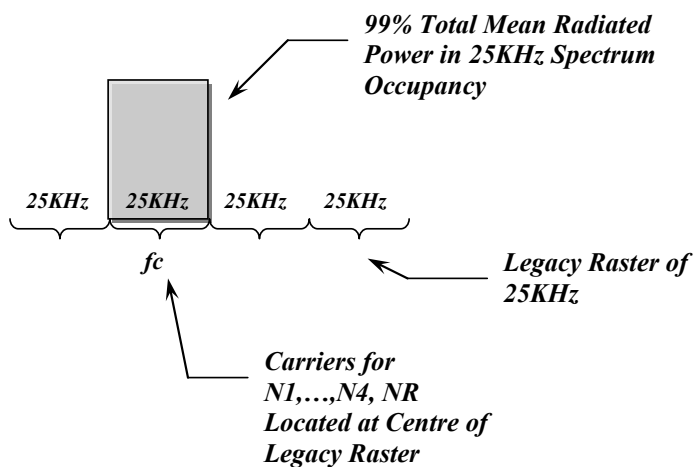 99% Total Mean Radiated
Power in 25KHz Spectrum
Occupancy
25KHz 25KHz 25KHz 25KHz
fc
Legacy Raster of
25KHz
Carriers for
N1,…,N4, NR
Located at Centre of
Legacy Raster